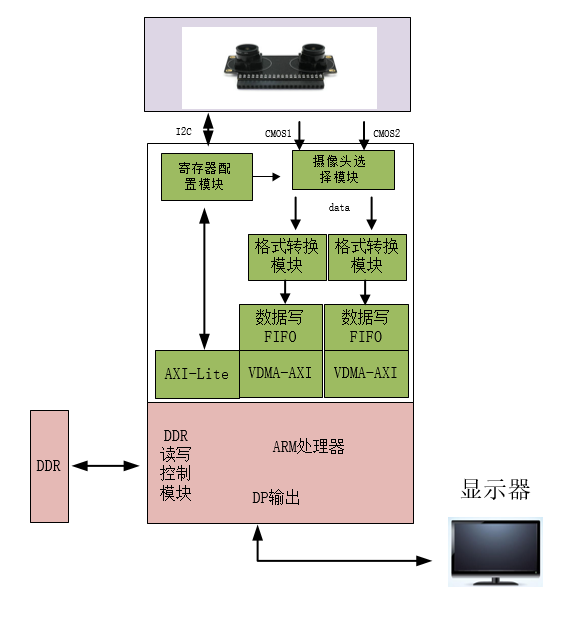 I2C
CMOS1
CMOS2
寄存器配
置模块
摄像头选
择模块
data
格式转换
模块
格式转换
模块
数据写
FIFO
数据写
FIFO
AXI-Lite
VDMA-AXI
VDMA-AXI
DDR
DDR
读写
控制
模块
ARM处理器
DP输出
显示器